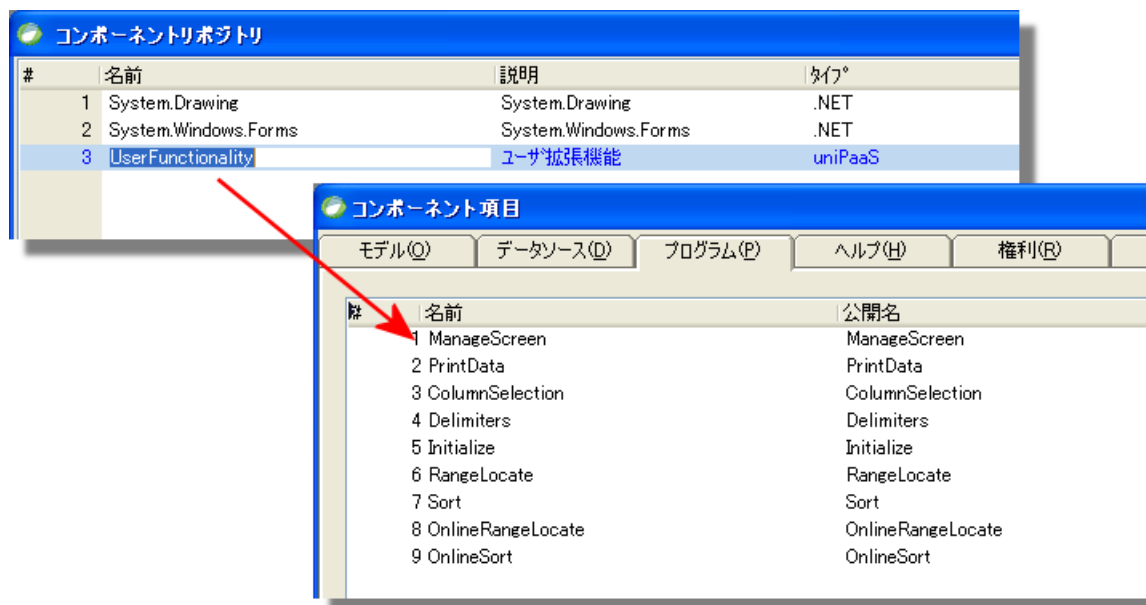 コンポーネントリポジトリ
# 名前 説明 ﾀｲﾌﾟ
1 System.Drawing System.Drawing .NET
2 System.Windows.Forms System.Windows.Forms .NET
3 UserFunctionality ﾕｰｻﾞ拡張機能 uniPaaS
コンポーネント項目
モデル(O) データソース(D) プログラム(P) ヘルプ(H) 権利(R)
# 名前 公開名
1 ManageScreen ManageScreen
2 PrintData PrintData
3 ColumnSelection ColumnSelection
4 Delimiters Delimiters
5 Initialize Initialize
6 RangeLocate RangeLocate
7 Sort Sort
8 OnlineRangeLocate OnlineRangeLocate
9 OnlineSort OnlineSort